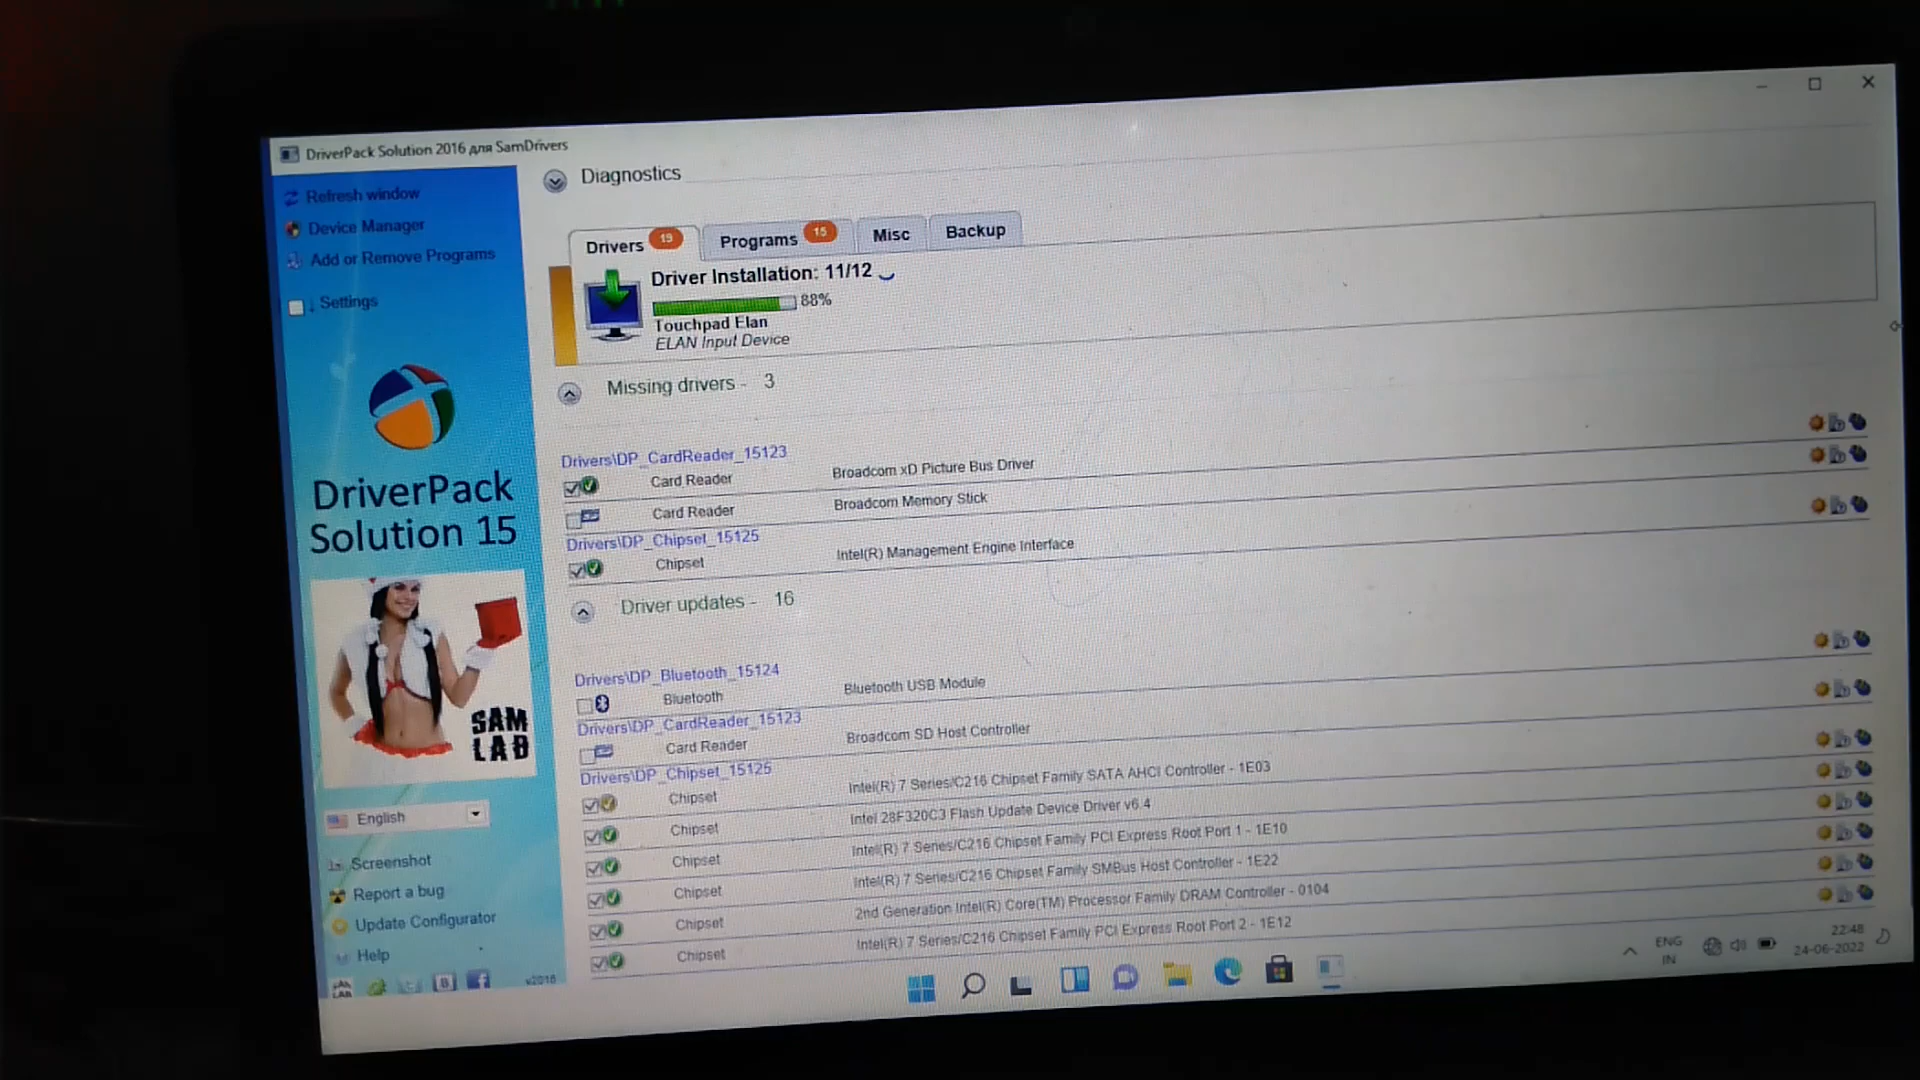 DriverPack Solution 2016 для SamDrivers
Refresh window
Device Manager
Add or Remove Programs
Settings
DriverPack
Solution 15
SAM
LAB
English
Screenshot
Report a bug
Update Configurator
Help
v2016
Diagnostics
Drivers 19
Programs 15
Misc
Backup
Driver Installation: 11/12
88%
Touchpad Elan
ELAN Input Device
Missing drivers - 3
Drivers\DP_CardReader_15123
Card Reader Broadcom xD Picture Bus Driver
Card Reader Broadcom Memory Stick
Drivers\DP_Chipset_15125
Chipset Intel(R) Management Engine Interface
Driver updates - 16
Drivers\DP_Bluetooth_15124
Bluetooth Bluetooth USB Module
Drivers\DP_CardReader_15123
Card Reader Broadcom SD Host Controller
Drivers\DP_Chipset_15125
Chipset Intel(R) 7 Series/C216 Chipset Family SATA AHCI Controller - 1E03
Chipset Intel 28F320C3 Flash Update Device Driver v6.4
Chipset Intel(R) 7 Series/C216 Chipset Family PCI Express Root Port 1 - 1E10
Chipset Intel(R) 7 Series/C216 Chipset Family SMBus Host Controller - 1E22
Chipset 2nd Generation Intel(R) Core(TM) Processor Family DRAM Controller - 0104
Chipset Intel(R) 7 Series/C216 Chipset Family PCI Express Root Port 2 - 1E12
ENG
IN
22:48
24-06-2022